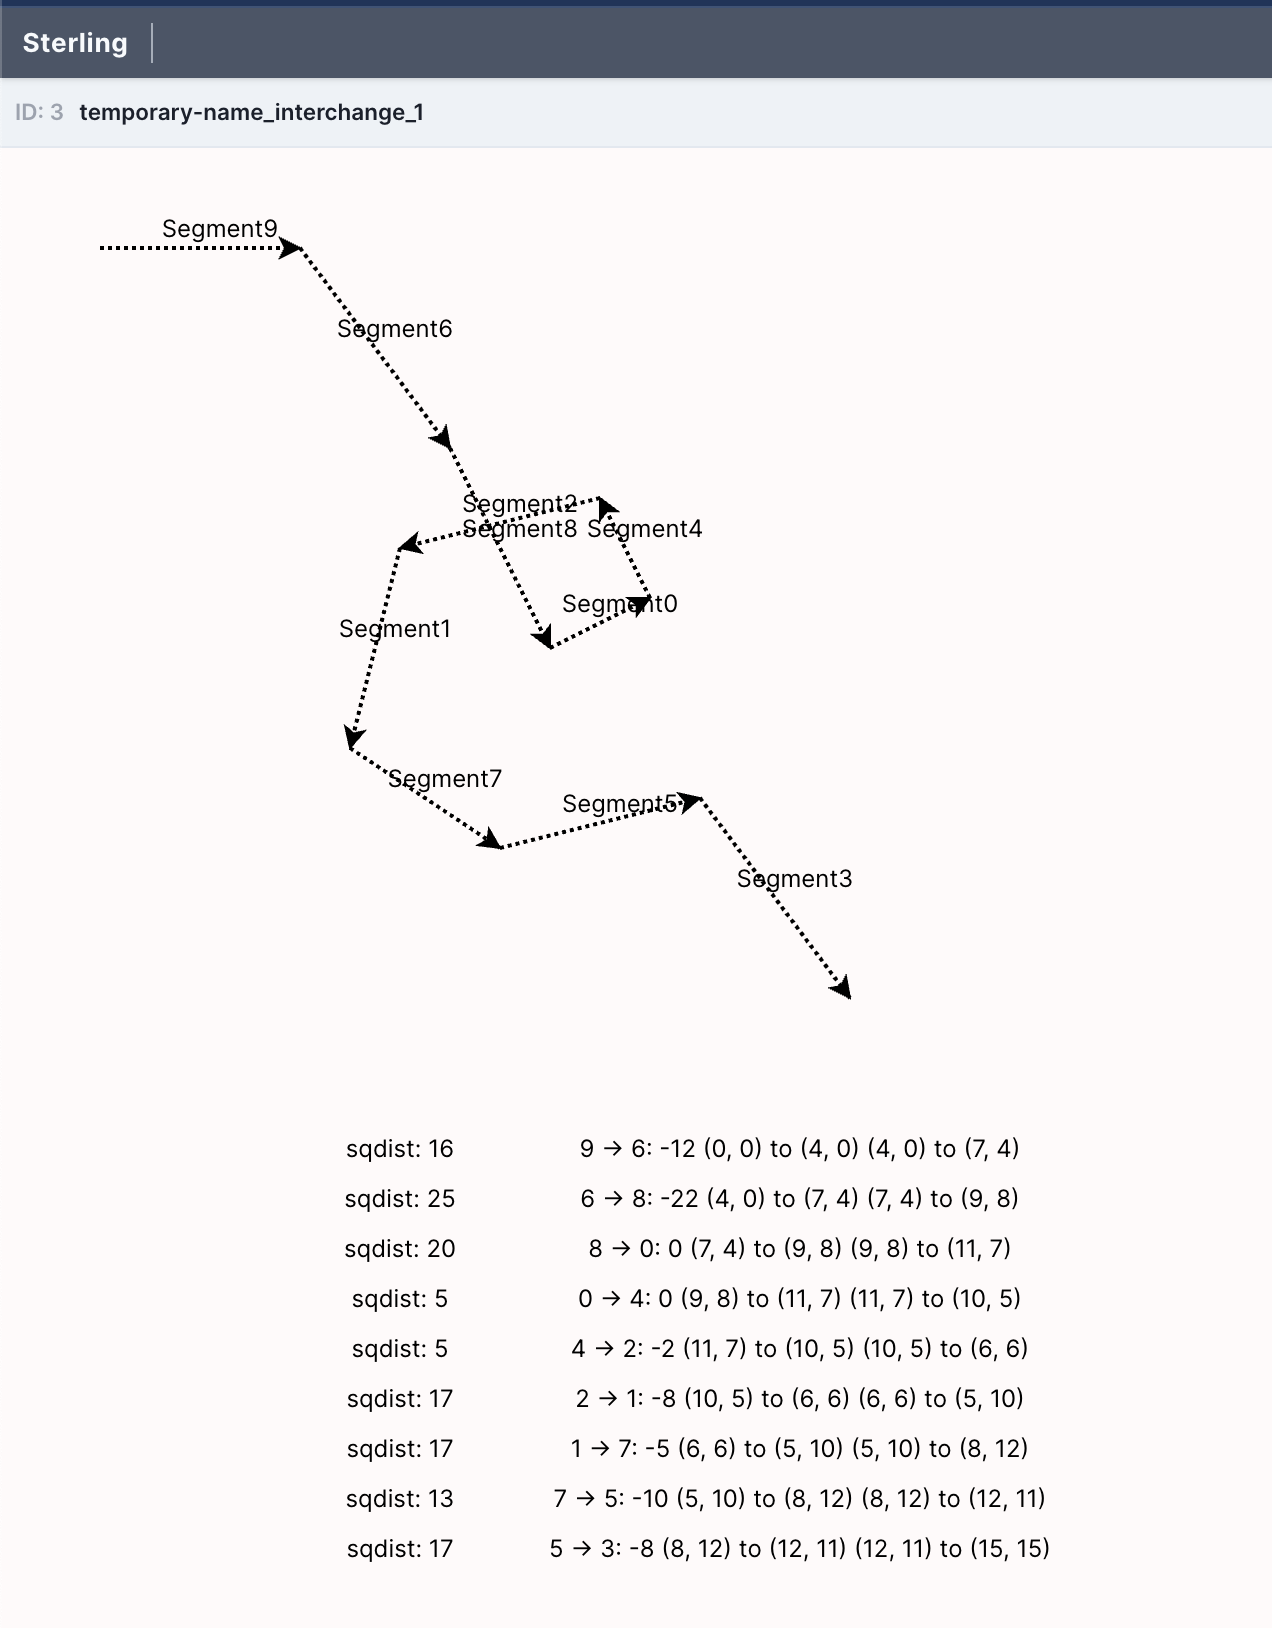 Sterling
ID: 3 temporary-name_interchange_1
Segment9
Segment6
Segment2
Segment8 Segment4
Segment0
Segment1
Segment7
Segment5
Segment3
sqdist: 16 9 → 6: -12 (0, 0) to (4, 0) (4, 0) to (7, 4)
sqdist: 25 6 → 8: -22 (4, 0) to (7, 4) (7, 4) to (9, 8)
sqdist: 20 8 → 0: 0 (7, 4) to (9, 8) (9, 8) to (11, 7)
sqdist: 5 0 → 4: 0 (9, 8) to (11, 7) (11, 7) to (10, 5)
sqdist: 5 4 → 2: -2 (11, 7) to (10, 5) (10, 5) to (6, 6)
sqdist: 17 2 → 1: -8 (10, 5) to (6, 6) (6, 6) to (5, 10)
sqdist: 17 1 → 7: -5 (6, 6) to (5, 10) (5, 10) to (8, 12)
sqdist: 13 7 → 5: -10 (5, 10) to (8, 12) (8, 12) to (12, 11)
sqdist: 17 5 → 3: -8 (8, 12) to (12, 11) (12, 11) to (15, 15)